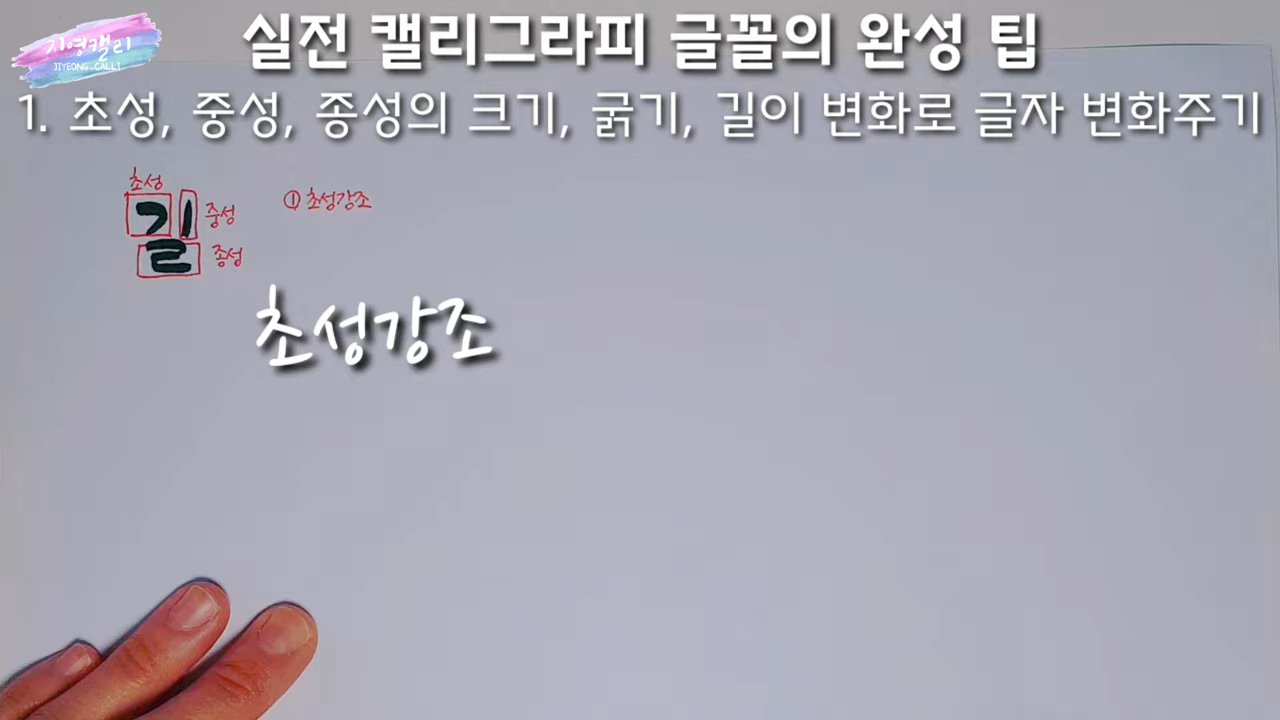 지영캘리
JIYEONG_CALLI
실전 캘리그라피 글꼴의 완성 팁
1. 초성, 중성, 종성의 크기, 굵기, 길이 변화로 글자 변화주기
초성
길
중성
종성
① 초성강조
초성강조